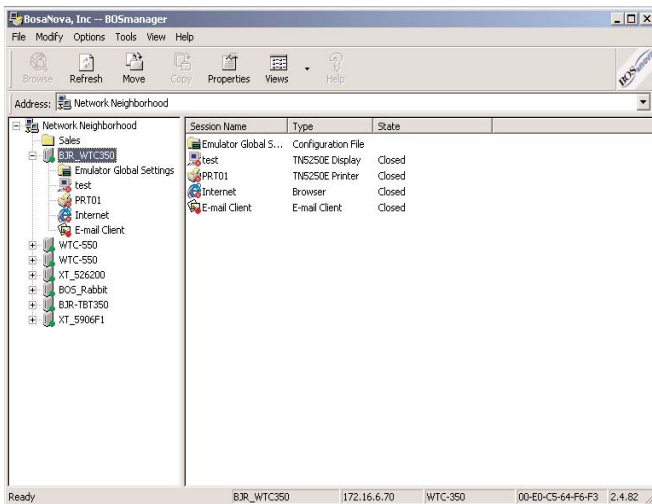 BosaNova, Inc -- BOSmanager
File Modify Options Tools View Help
Browse Refresh Move Copy Properties Views Help
BOSanova
Address: Network Neighborhood
Network Neighborhood
Sales
BJR_WTC350
Emulator Global Settings
test
PRT01
Internet
E-mail Client
WTC-550
WTC-550
XT_526200
BOS_Rabbit
BJR-TBT350
XT_5906F1
Session Name Type State
Emulator Global S... Configuration File
test TN5250E Display Closed
PRT01 TN5250E Printer Closed
Internet Browser Closed
E-mail Client E-mail Client Closed
Ready BJR_WTC350 172.16.6.70 WTC-350 00-E0-C5-64-F6-F3 2.4.82